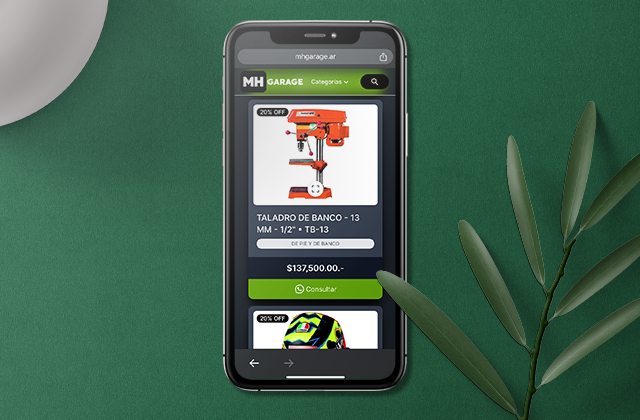 mhgarage.ar
MH GARAGE
Categorías
20% OFF
TALADRO DE BANCO - 13
MM - 1/2" • TB-13
DE PIE Y DE BANCO
$137,500.00.-
Consultar
20% OFF